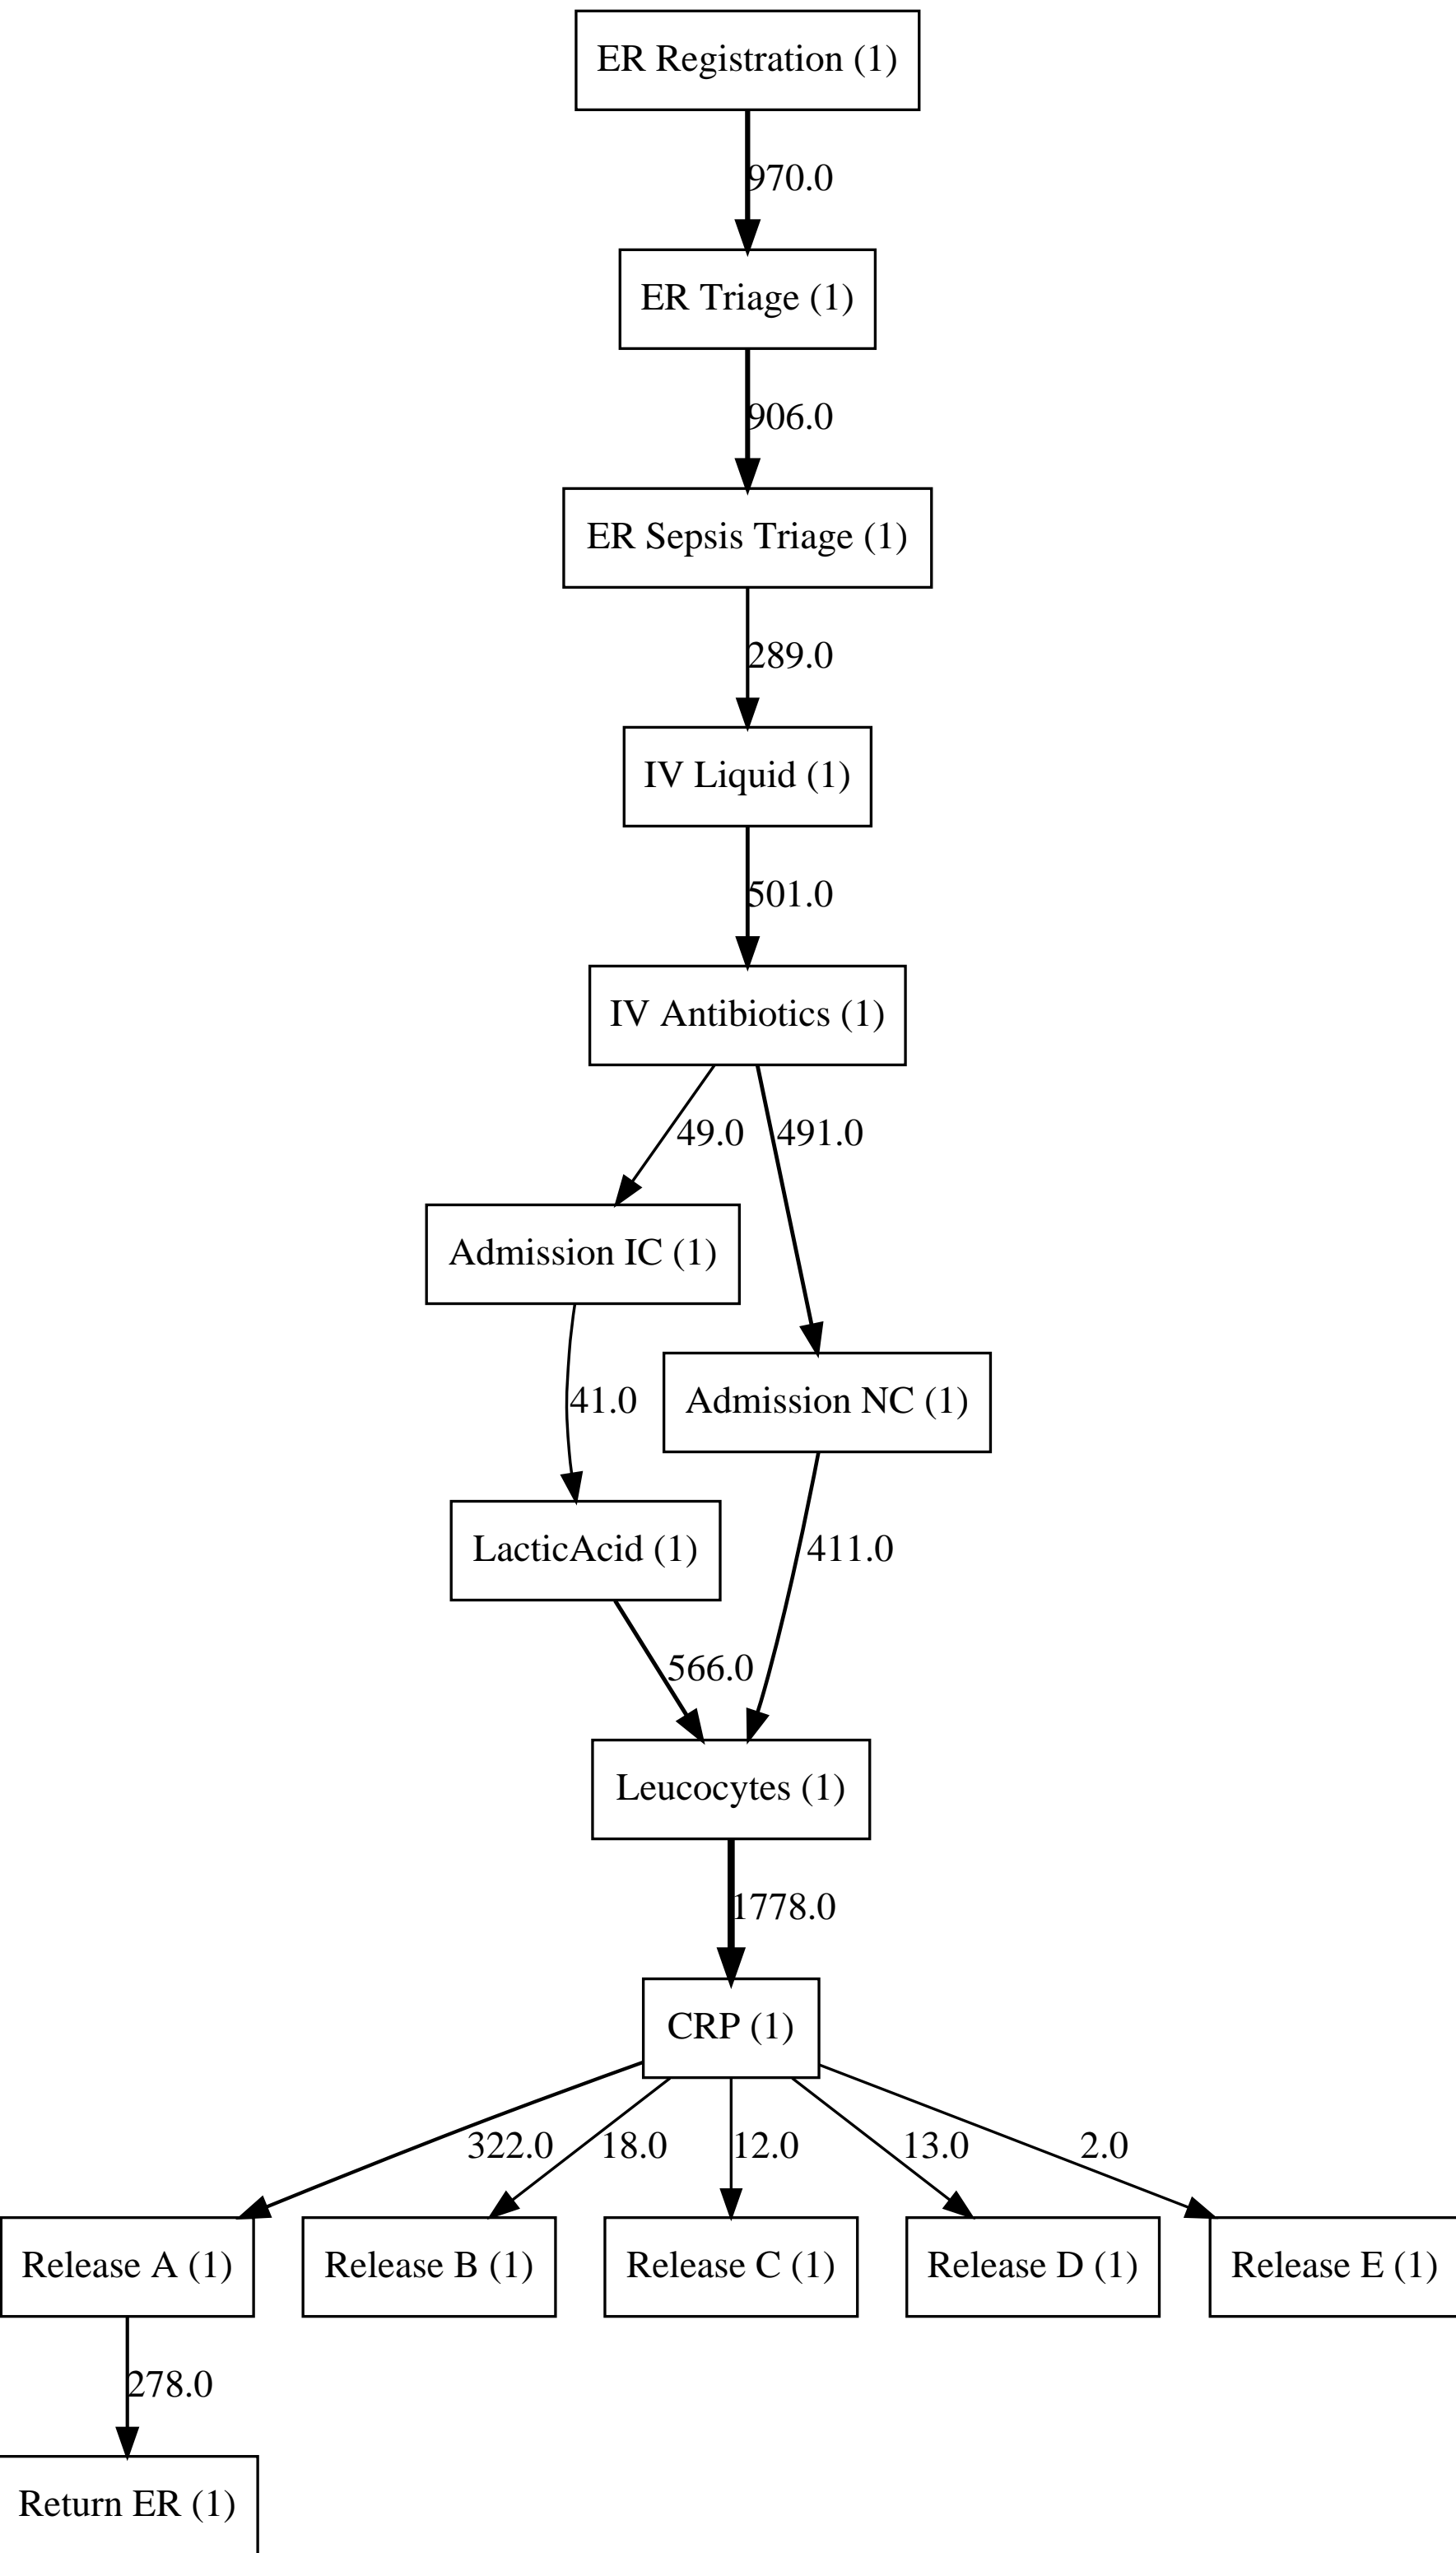 ER Registration (1)
970.0
ER Triage (1)
906.0
ER Sepsis Triage (1)
289.0
IV Liquid (1)
501.0
IV Antibiotics (1)
49.0
491.0
Admission IC (1)
41.0
Admission NC (1)
LacticAcid (1)
411.0
566.0
Leucocytes (1)
1778.0
CRP (1)
322.0
18.0
12.0
13.0
2.0
Release A (1)
Release B (1)
Release C (1)
Release D (1)
Release E (1)
278.0
Return ER (1)